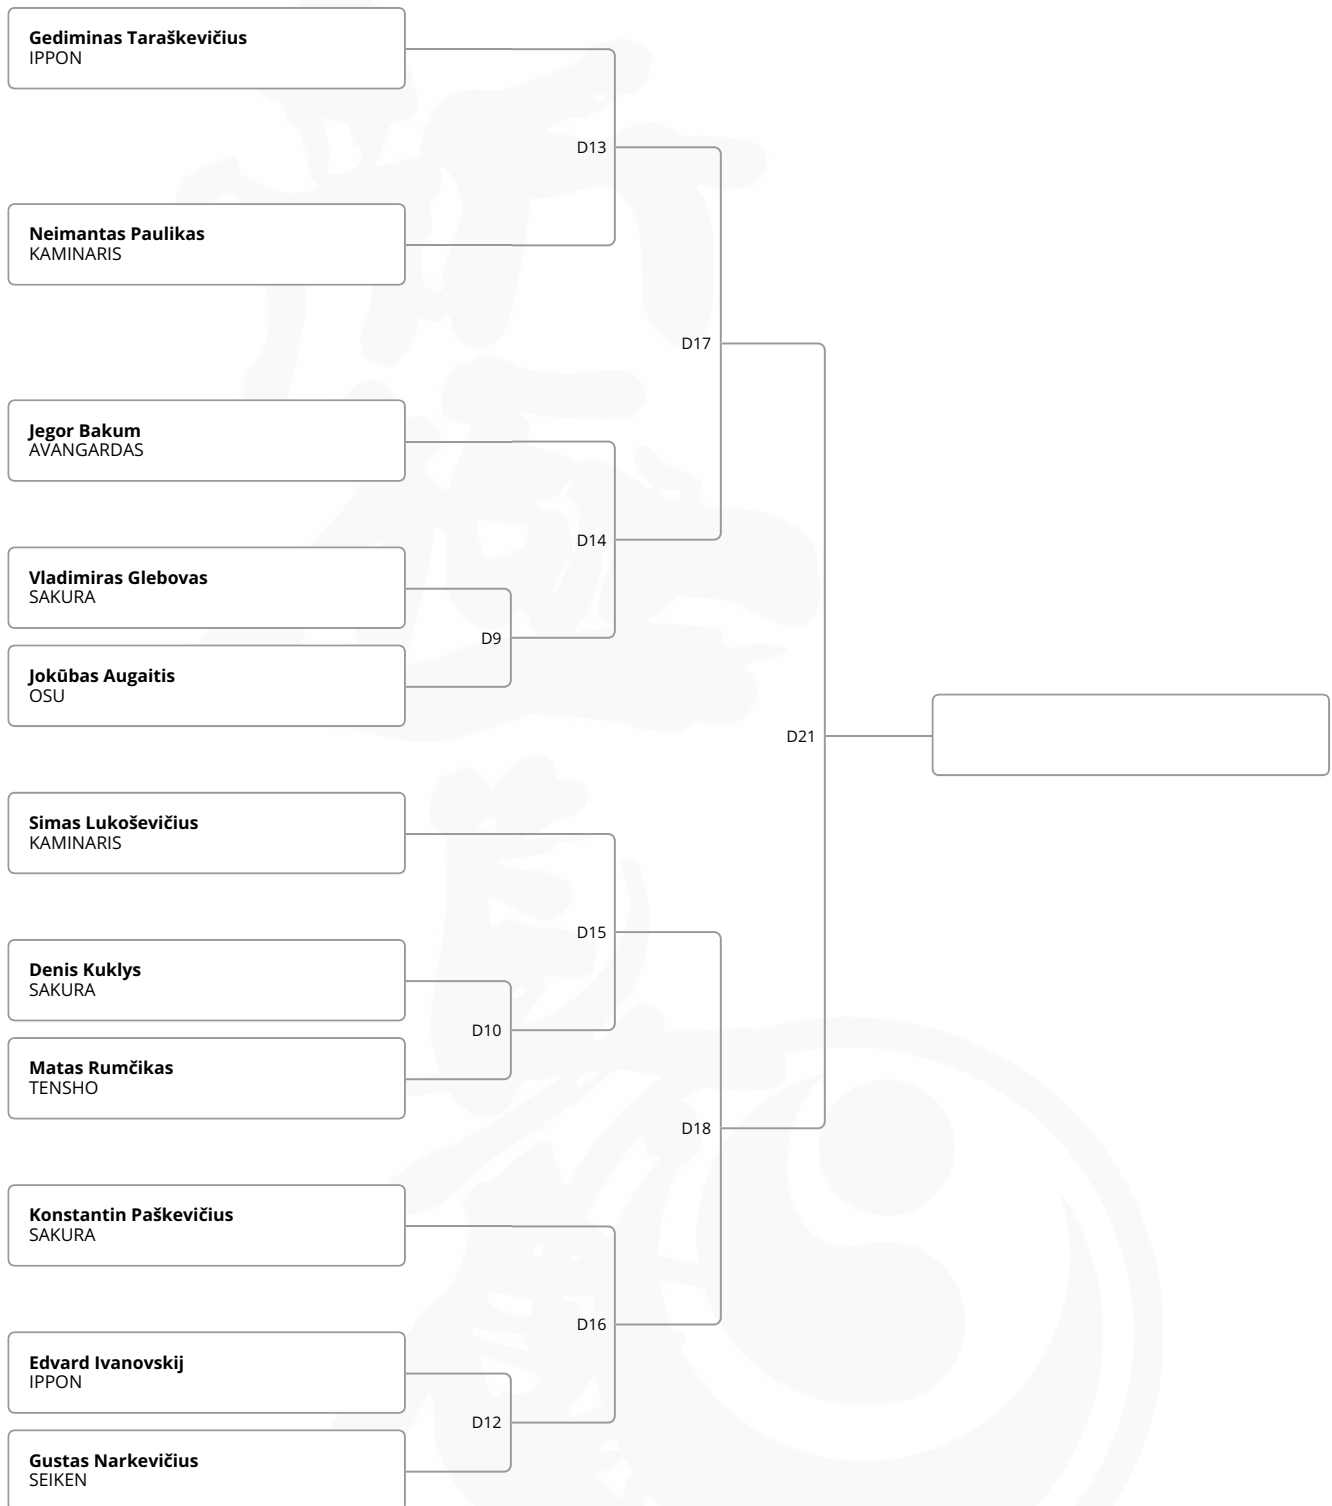 Gediminas Taraškevičius
IPPON
D13
Neimantas Paulikas
KAMINARIS
D17
Jegor Bakum
AVANGARDAS
D14
Vladimiras Glebovas
SAKURA
D9
Jokūbas Augaitis
OSU
D21
Simas Lukoševičius
KAMINARIS
D15
Denis Kuklys
SAKURA
D10
Matas Rumčikas
TENSHO
D18
Konstantin Paškevičius
SAKURA
D16
Edvard Ivanovskij
IPPON
D12
Gustas Narkevičius
SEIKEN